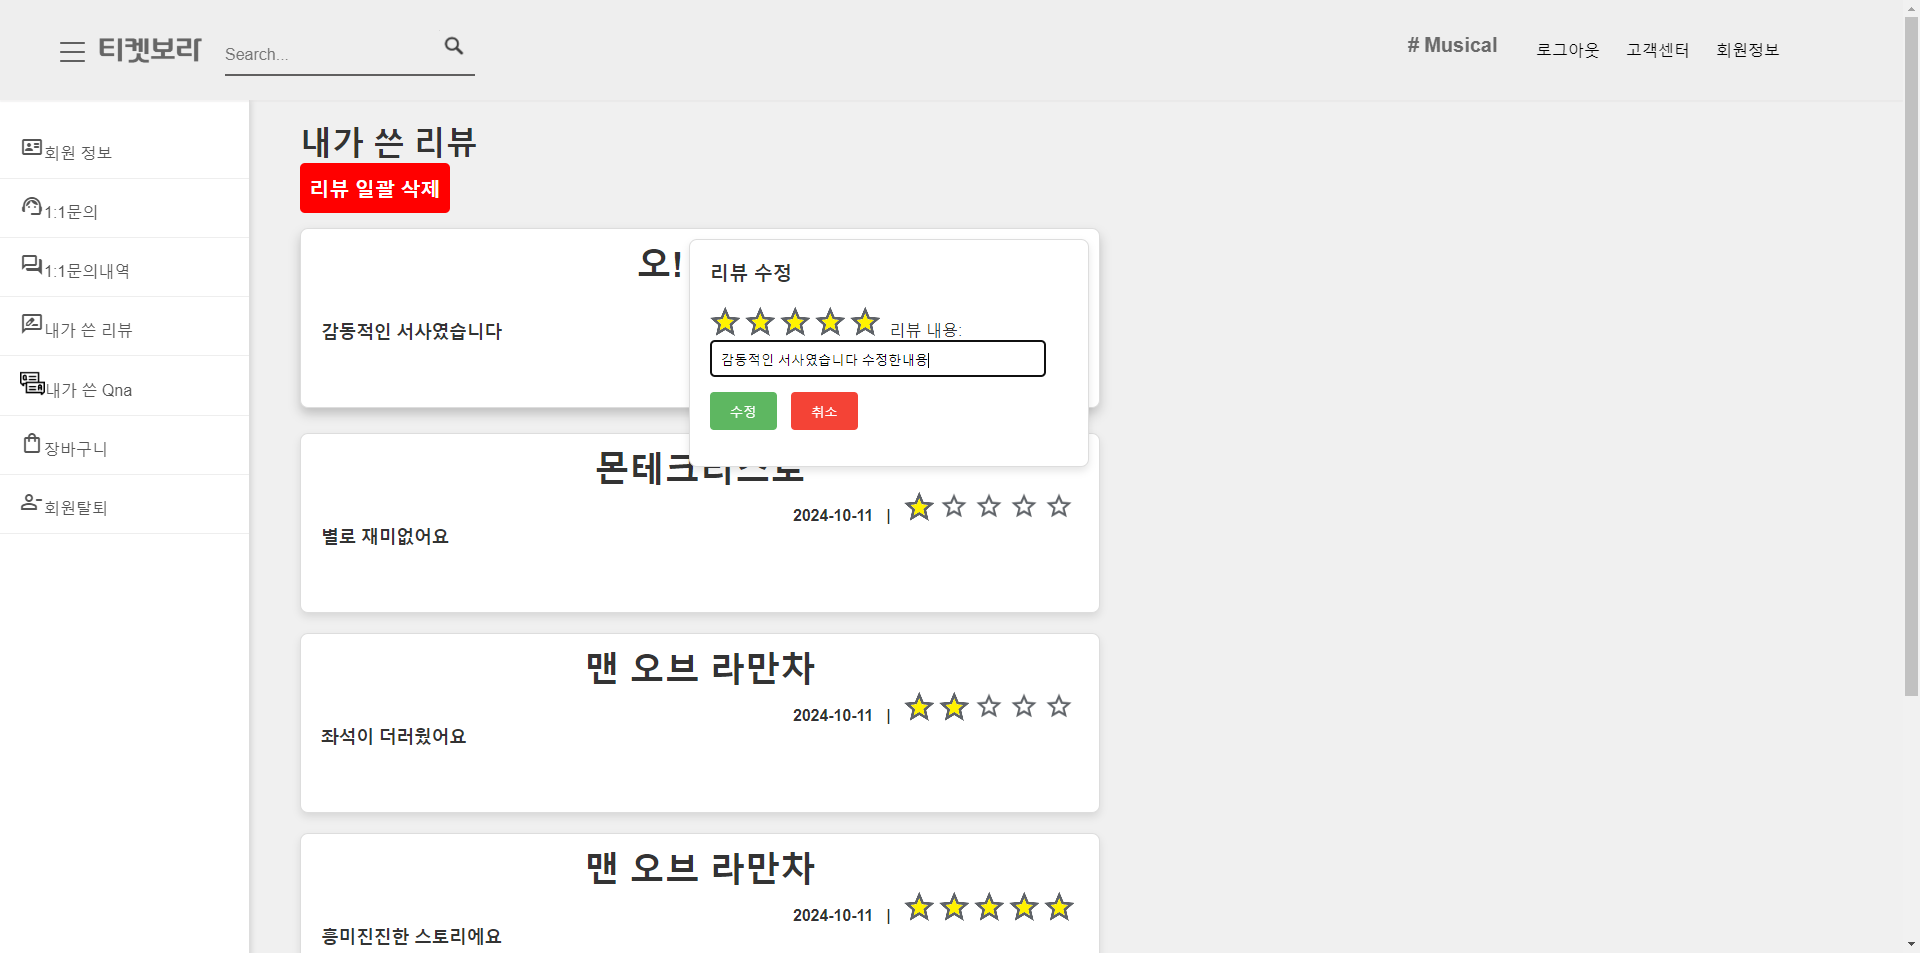 티켓보라
Search...
# Musical
로그아웃
고객센터
회원정보
회원 정보
1:1문의
1:1문의내역
내가 쓴 리뷰
내가 쓴 Qna
장바구니
회원탈퇴
내가 쓴 리뷰
리뷰 일괄 삭제
오!
감동적인 서사였습니다
리뷰 수정
리뷰 내용:
감동적인 서사였습니다 수정한내용
수정
취소
몬테크리스토
2024-10-11 |
별로 재미없어요
맨 오브 라만차
2024-10-11 |
좌석이 더러웠어요
맨 오브 라만차
2024-10-11 |
흥미진진한 스토리에요